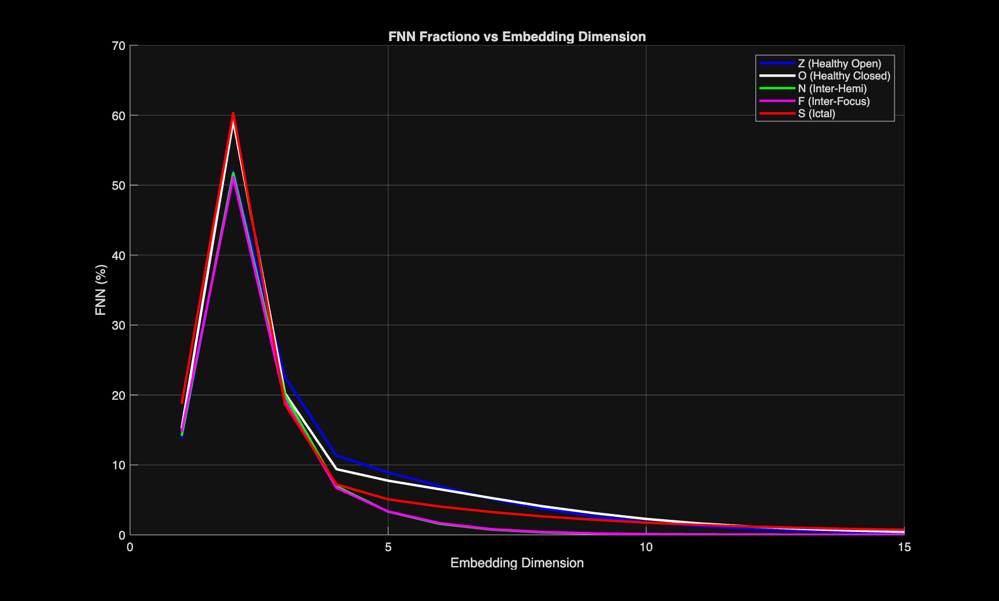 FNN Fractiono vs Embedding Dimension
70
60
50
40
30
20
10
0
FNN (%)
0 5 10 15
Embedding Dimension
Z (Healthy Open)
O (Healthy Closed)
N (Inter-Hemi)
F (Inter-Focus)
S (Ictal)